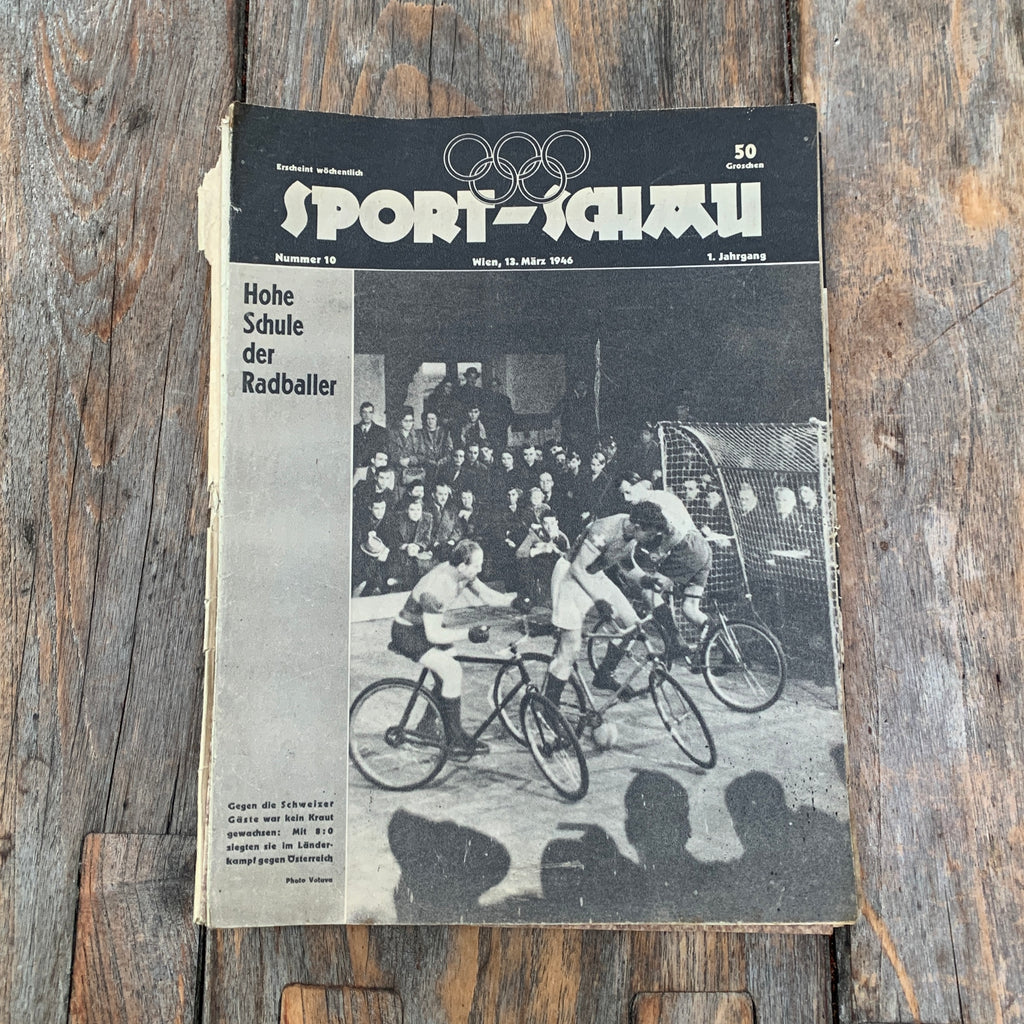 Erscheint wöchentlich
50
Groschen
SPORT-SCHAU
Nummer 10
Wien, 13. März 1946
1. Jahrgang
Hohe
Schule
der
Radballer
Gegen die Schweizer
Gäste war kein Kraut
gewachsen: Mit 8:0
siegten sie im Länder-
kampf gegen Österreich
Photo Votava